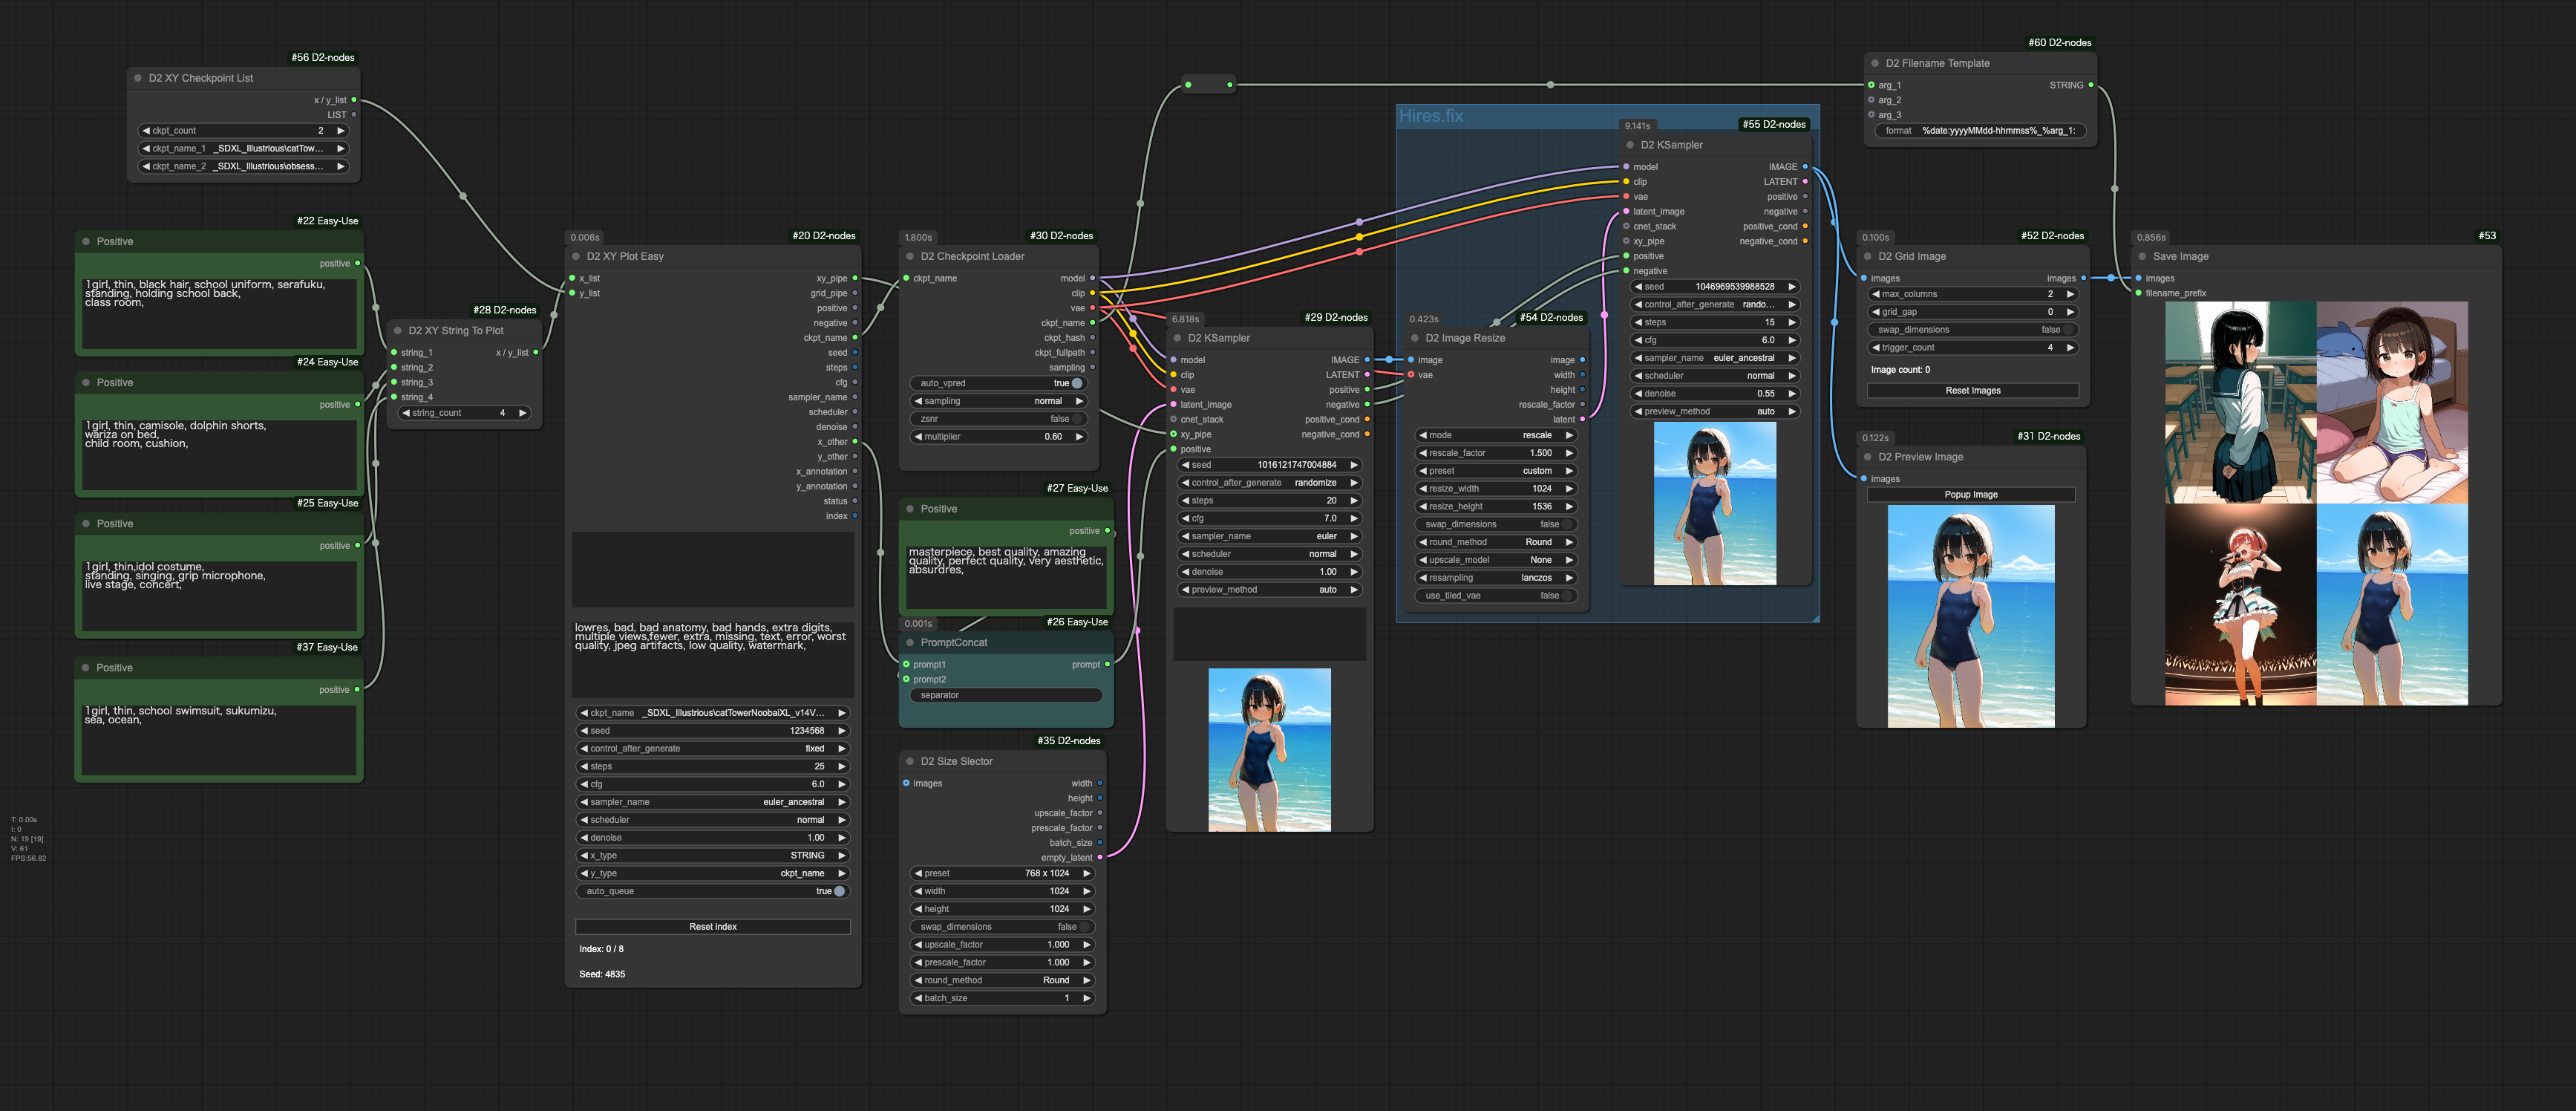 #56 D2-nodes
D2 XY Checkpoint List
x / y_list
LIST
ckpt_count 2
ckpt_name_1 _SDXL_Illustrious\catTow...
ckpt_name_2 _SDXL_Illustrious\obsess...
#22 Easy-Use
Positive
positive
1girl, thin, black hair, school uniform, serafuku,
standing, holding school back,
class room,
#24 Easy-Use
Positive
positive
1girl, thin, camisole, dolphin shorts,
wariza on bed,
child room, cushion,
#25 Easy-Use
Positive
positive
1girl, thin,idol costume,
standing, singing, grip microphone,
live stage, concert,
#37 Easy-Use
Positive
positive
1girl, thin, school swimsuit, sukumizu,
sea, ocean,
T: 0.00s
I: 0
N: 19 [19]
V: 61
FPS:56.82
#28 D2-nodes
D2 XY String To Plot
string_1 x / y_list
string_2
string_3
string_4
string_count 4
0.006s #20 D2-nodes
D2 XY Plot Easy
x_list xy_pipe
y_list grid_pipe
positive
negative
ckpt_name
seed
steps
cfg
sampler_name
scheduler
denoise
x_other
y_other
x_annotation
y_annotation
status
index
lowres, bad, bad anatomy, bad hands, extra digits,
multiple views,fewer, extra, missing, text, error, worst
quality, jpeg artifacts, low quality, watermark,
ckpt_name _SDXL_Illustrious\catTowerNoobaiXL_v14V...
seed 1234568
control_after_generate fixed
steps 25
cfg 6.0
sampler_name euler_ancestral
scheduler normal
denoise 1.00
x_type STRING
y_type ckpt_name
auto_queue true
Reset index
Index: 0 / 8
Seed: 4835
1.800s #30 D2-nodes
D2 Checkpoint Loader
ckpt_name model
clip
vae
ckpt_name
ckpt_hash
ckpt_fullpath
sampling
auto_vpred true
sampling normal
zsnr false
multiplier 0.60
#27 Easy-Use
Positive
positive
masterpiece, best quality, amazing
quality, perfect quality, very aesthetic,
absurdres,
0.001s #26 Easy-Use
PromptConcat
prompt1 prompt
prompt2
separator
#35 D2-nodes
D2 Size Slector
images width
height
upscale_factor
prescale_factor
batch_size
empty_latent
preset 768 x 1024
width 1024
height 1024
swap_dimensions false
upscale_factor 1.000
prescale_factor 1.000
round_method Round
batch_size 1
6.818s #29 D2-nodes
D2 KSampler
model IMAGE
clip LATENT
vae positive
latent_image negative
cnet_stack positive_cond
xy_pipe negative_cond
positive
seed 1016121747004884
control_after_generate randomize
steps 20
cfg 7.0
sampler_name euler
scheduler normal
denoise 1.00
preview_method auto
Hires.fix
0.423s #54 D2-nodes
D2 Image Resize
image image
vae width
height
rescale_factor
latent
mode rescale
rescale_factor 1.500
preset custom
resize_width 1024
resize_height 1536
swap_dimensions false
round_method Round
upscale_model None
resampling lanczos
use_tiled_vae false
9.141s #55 D2-nodes
D2 KSampler
model IMAGE
clip LATENT
vae positive
latent_image negative
cnet_stack positive_cond
xy_pipe negative_cond
positive
negative
seed 1046969539988528
control_after_generate rando...
steps 15
cfg 6.0
sampler_name euler_ancestral
scheduler normal
denoise 0.55
preview_method auto
#60 D2-nodes
D2 Filename Template
arg_1 STRING
arg_2
arg_3
format %date:yyyyMMdd-hhmmss%_%arg_1:
0.100s #52 D2-nodes
D2 Grid Image
images images
max_columns 2
grid_gap 0
swap_dimensions false
trigger_count 4
Image count: 0
Reset Images
0.122s #31 D2-nodes
D2 Preview Image
images
Popup Image
0.856s #53
Save Image
images
filename_prefix